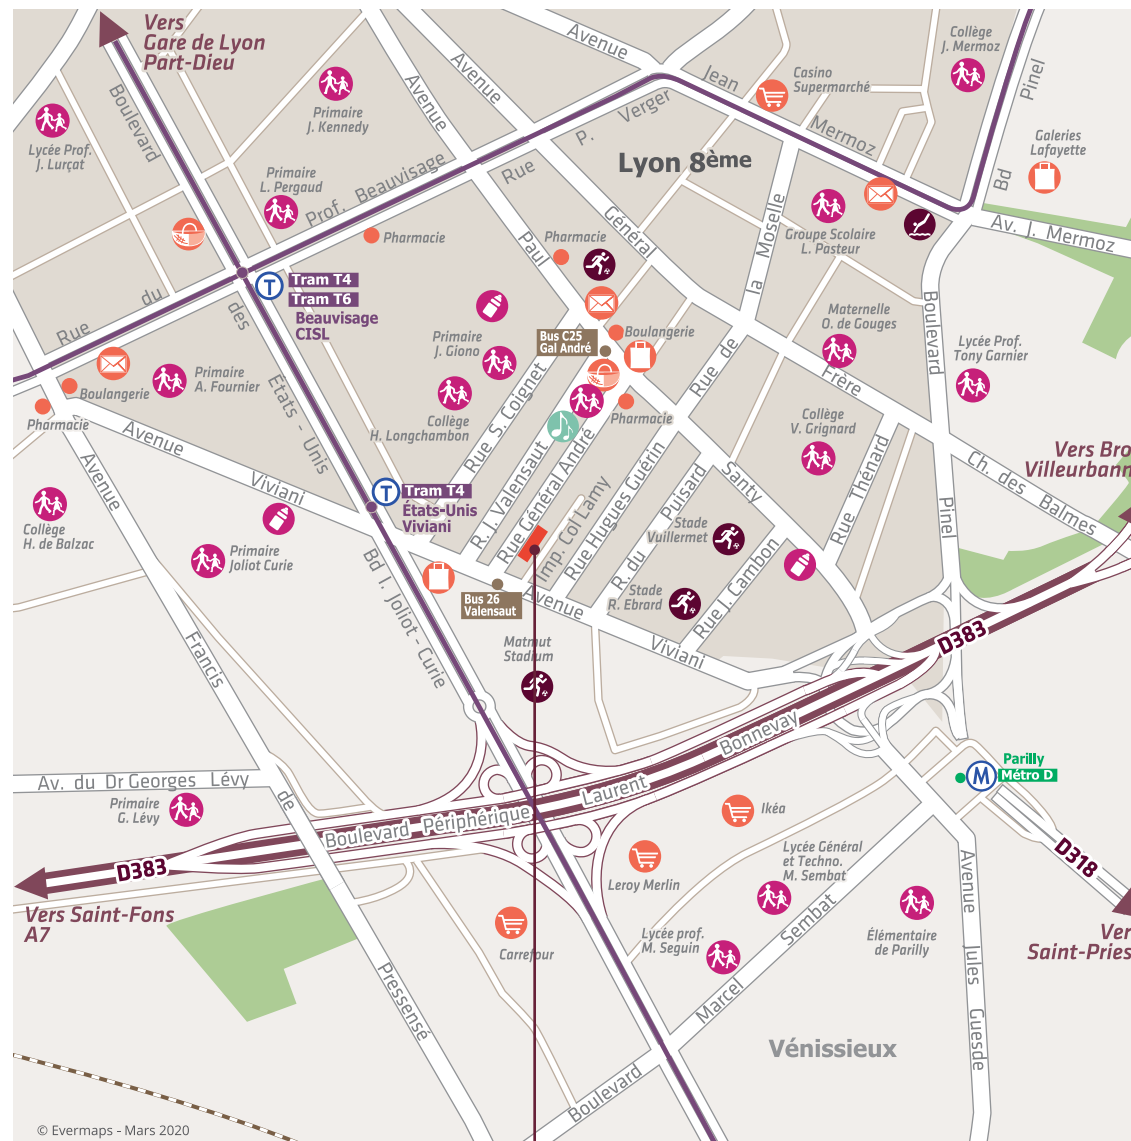 Vers
Gare de Lyon
Part-Dieu
Boulevard
des
Etats - Unis
Avenue
Avenue
Avenue
Jean
Mermoz
Collège
J. Mermoz
Casino
Supermarché
Pinel
Bd
Galeries
Lafayette
Primaire
J. Kennedy
Lycée Prof.
J. Lurçat
Primaire
L. Pergaud
Rue
du
Prof. Beauvisage
Rue
P.
Verger
Lyon 8ème
Pharmacie
Pharmacie
Paul
Général
la Moselle
Rue de
Groupe Scolaire
L. Pasteur
Av. J. Mermoz
Tram T4
Tram T6
Beauvisage
CISL
Primaire
J. Giono
Bus C25
Gal André
Boulangerie
Maternelle
O. de Gouges
Boulevard
Lycée Prof.
Tony Garnier
Frère
Primaire
A. Fournier
Boulangerie
Pharmacie
Collège
H. Longchambon
Rue S. Coignet
Pharmacie
Collège
V. Grignard
Avenue
Viviani
Avenue
R. J. Valensaut
Rue Général André
Imp. Col Lamy
Rue Hugues Guérin
R. du Puisard
Santy
Rue Thénard
Pinel
Ch. des Balmes
Vers Bro
Villeurbann
Tram T4
États-Unis
Viviani
Collège
H. de Balzac
Primaire
Joliot Curie
Stade
Vuillermet
Stade
R. Ebrard
Rue J. Cambon
Bd I. Joliot - Curie
Bus 26
Valensaut
Avenue
Viviani
Matmut
Stadium
Francis
D383
Bonnevay
Laurent
Boulevard Périphérique
Parilly
Métro D
Av. du Dr Georges Lévy
Primaire
G. Lévy
de
D383
Vers Saint-Fons
A7
Ikéa
Leroy Merlin
Lycée Général
et Techno.
M. Sembat
D318
Avenue
Jules
Guesde
Ver
Saint-Pries
Carrefour
Lycée prof.
M. Seguin
Élémentaire
de Parilly
Sembat
Marcel
Boulevard
Pressensé
Vénissieux
T
T
M
© Evermaps - Mars 2020